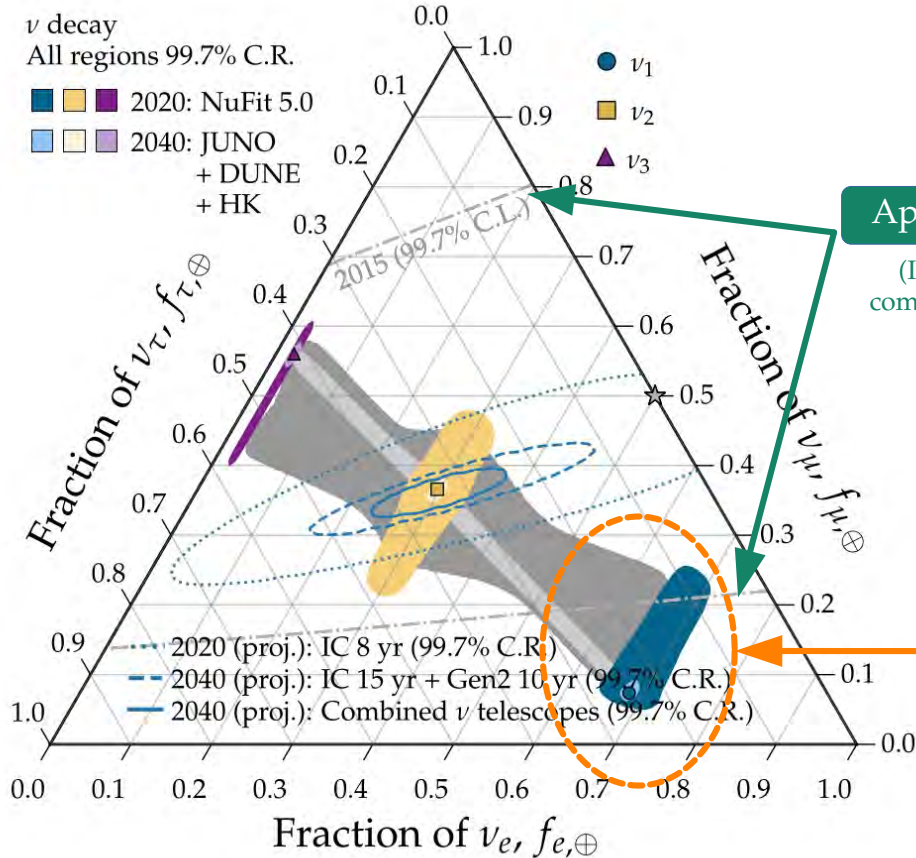 ν decay
All regions 99.7% C.R.
2020: NuFit 5.0
2040: JUNO
+ DUNE
+ HK
ν1
ν2
ν3
0.0
0.1
0.2
0.3
0.4
0.5
0.6
0.7
0.8
0.9
1.0
Fraction of ντ, fτ,⊕
1.0
0.9
0.8
0.7
0.6
0.5
0.4
0.3
0.2
0.1
0.0
Fraction of νμ, fμ,⊕
2015 (99.7% C.L.)
Ap
(I
com
2020 (proj.): IC 8 yr (99.7% C.R.)
2040 (proj.): IC 15 yr + Gen2 10 yr (99.7% C.R.)
2040 (proj.): Combined ν telescopes (99.7% C.R.)
0.0 0.1 0.2 0.3 0.4 0.5 0.6 0.7 0.8 0.9 1.0
Fraction of νe, fe,⊕